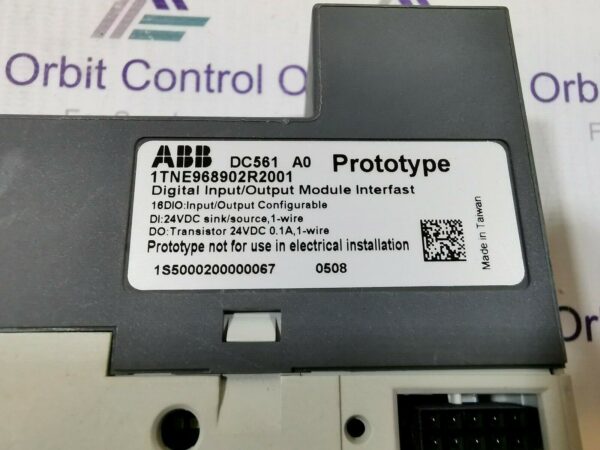 Orbit Control O
Or
ABB DC561 A0 Prototype
1TNE968902R2001
Digital Input/Output Module Interfast
16DIO:Input/Output Configurable
DI:24VDC sink/source,1-wire
DO:Transistor 24VDC 0.1A,1-wire
Prototype not for use in electrical installation
1S5000200000067 0508
Made in Taiwan
Orbi